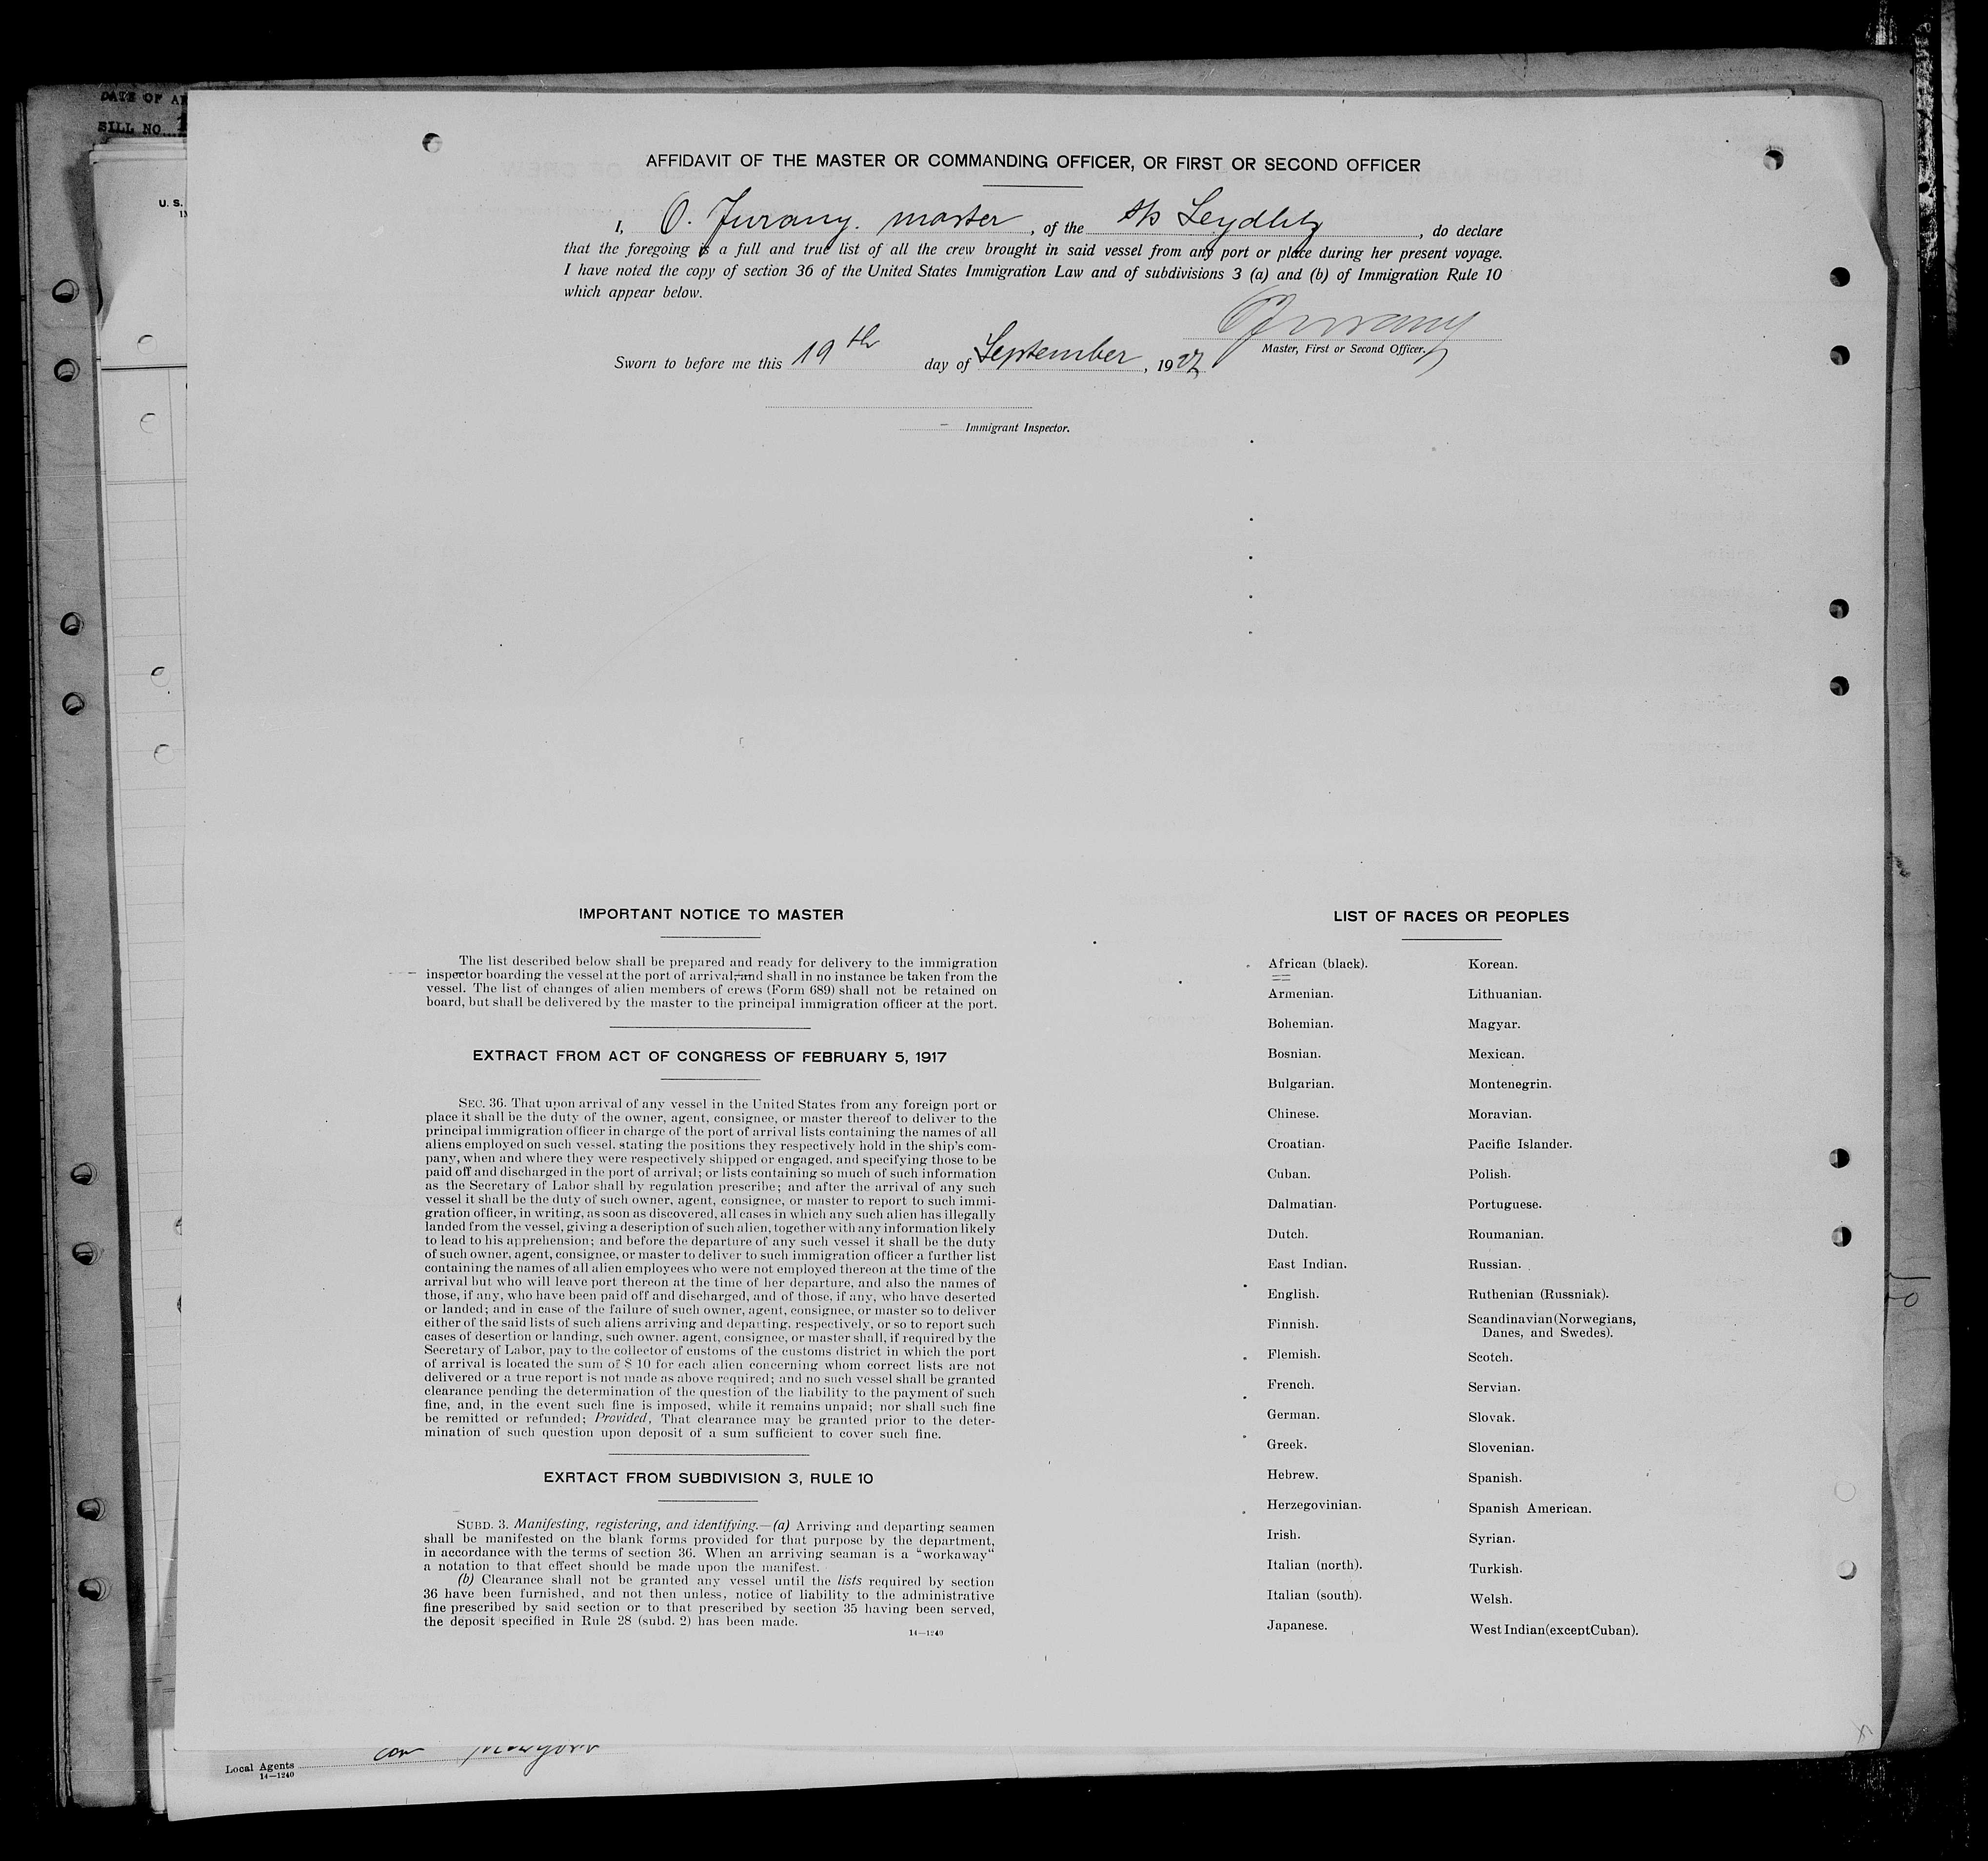 DATE OF
BILL NO.
U. S.
AFFIDAVIT OF THE MASTER OR COMMANDING OFFICER, OR FIRST OR SECOND OFFICER
I, O. Jurany. master, of the s/s Seydlitz, do declare
that the foregoing is a full and true list of all the crew brought in said vessel from any port or place during her present voyage.
I have noted the copy of section 36 of the United States Immigration Law and of subdivisions 3 (a) and (b) of Immigration Rule 10
which appear below.
OJurany
Master, First or Second Officer.
Sworn to before me this 19th day of September, 1927
Immigrant Inspector.
IMPORTANT NOTICE TO MASTER
The list described below shall be prepared and ready for delivery to the immigration
inspector boarding the vessel at the port of arrival, and shall in no instance be taken from the
vessel. The list of changes of alien members of crews (Form 689) shall not be retained on
board, but shall be delivered by the master to the principal immigration officer at the port.
EXTRACT FROM ACT OF CONGRESS OF FEBRUARY 5, 1917
SEC. 36. That upon arrival of any vessel in the United States from any foreign port or
place it shall be the duty of the owner, agent, consignee, or master thereof to deliver to the
principal immigration officer in charge of the port of arrival lists containing the names of all
aliens employed on such vessel, stating the positions they respectively hold in the ship's com-
pany, when and where they were respectively shipped or engaged, and specifying those to be
paid off and discharged in the port of arrival; or lists containing so much of such information
as the Secretary of Labor shall by regulation prescribe; and after the arrival of any such
vessel it shall be the duty of such owner, agent, consignee, or master to report to such immi-
gration officer, in writing, as soon as discovered, all cases in which any such alien has illegally
landed from the vessel, giving a description of such alien, together with any information likely
to lead to his apprehension; and before the departure of any such vessel it shall be the duty
of such owner, agent, consignee, or master to deliver to such immigration officer a further list
containing the names of all alien employees who were not employed thereon at the time of the
arrival but who will leave port thereon at the time of her departure, and also the names of
those, if any, who have been paid off and discharged, and of those, if any, who have deserted
or landed; and in case of the failure of such owner, agent, consignee, or master so to deliver
either of the said lists of such aliens arriving and departing, respectively, or so to report such
cases of desertion or landing, such owner, agent, consignee, or master shall, if required by the
Secretary of Labor, pay to the collector of customs of the customs district in which the port
of arrival is located the sum of $ 10 for each alien concerning whom correct lists are not
delivered or a true report is not made as above required; and no such vessel shall be granted
clearance pending the determination of the question of the liability to the payment of such
fine, and, in the event such fine is imposed, while it remains unpaid; nor shall such fine
be remitted or refunded; Provided, That clearance may be granted prior to the deter-
mination of such question upon deposit of a sum sufficient to cover such fine.
EXRTACT FROM SUBDIVISION 3, RULE 10
SUBD. 3. Manifesting, registering, and identifying.—(a) Arriving and departing seamen
shall be manifested on the blank forms provided for that purpose by the department,
in accordance with the terms of section 36. When an arriving seaman is a “workaway“
a notation to that effect should be made upon the manifest.
(b) Clearance shall not be granted any vessel until the lists required by section
36 have been furnished, and not then unless, notice of liability to the administrative
fine prescribed by said section or to that prescribed by section 35 having been served,
the deposit specified in Rule 28 (subd. 2) has been made.
14—1240
LIST OF RACES OR PEOPLES
African (black).
Armenian.
Bohemian.
Bosnian.
Bulgarian.
Chinese.
Croatian.
Cuban.
Dalmatian.
Dutch.
East Indian.
English.
Finnish.
Flemish.
French.
German.
Greek.
Hebrew.
Herzegovinian.
Irish.
Italian (north).
Italian (south).
Japanese.
Korean.
Lithuanian.
Magyar.
Mexican.
Montenegrin.
Moravian.
Pacific Islander.
Polish.
Portuguese.
Roumanian.
Russian.
Ruthenian (Russniak).
Scandinavian (Norwegians,
Danes, and Swedes).
Scotch.
Servian.
Slovak.
Slovenian.
Spanish.
Spanish American.
Syrian.
Turkish.
Welsh.
West Indian (except Cuban).
Local Agents
14—1240